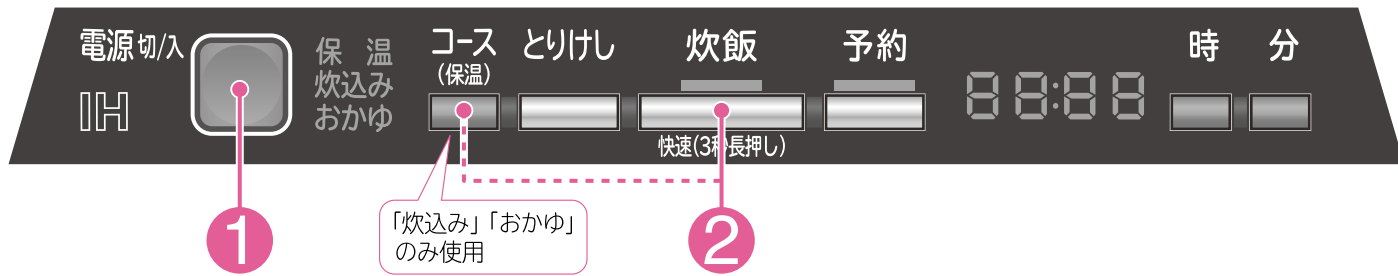 電源 切/入
IH
保 温
炊込み
おかゆ
コース
(保温)
とりけし
炊飯
快速(3秒長押し)
予約
88:88
時
分
「炊込み」「おかゆ」
のみ使用
1
2